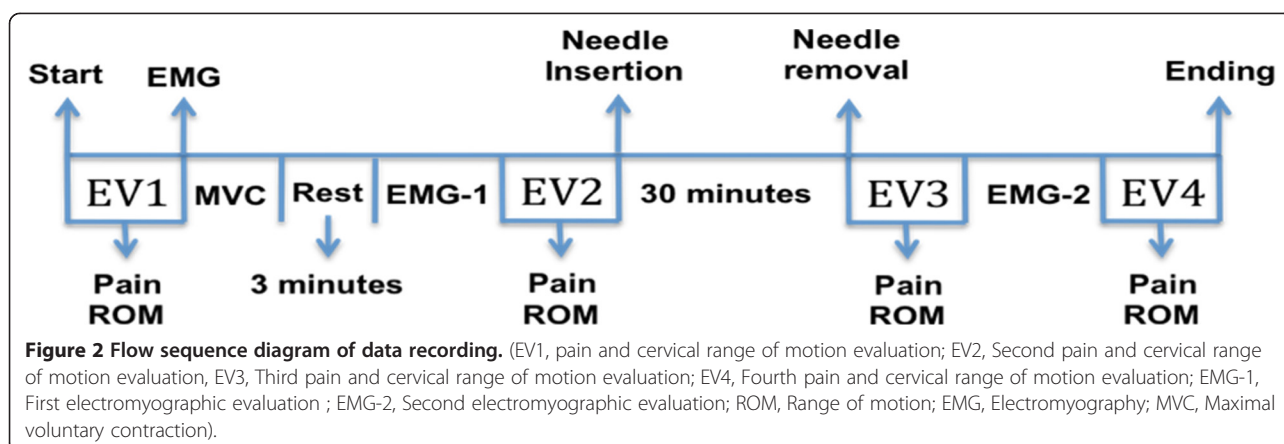 Start
EMG
Needle
Insertion
Needle
removal
Ending
EV1
MVC
Rest
EMG-1
EV2
30 minutes
EV3
EMG-2
EV4
Pain
ROM
3 minutes
Pain
ROM
Pain
ROM
Pain
ROM
Figure 2 Flow sequence diagram of data recording. (EV1, pain and cervical range of motion evaluation; EV2, Second pain and cervical range
of motion evaluation, EV3, Third pain and cervical range of motion evaluation; EV4, Fourth pain and cervical range of motion evaluation; EMG-1,
First electromyographic evaluation ; EMG-2, Second electromyographic evaluation; ROM, Range of motion; EMG, Electromyography; MVC, Maximal
voluntary contraction).